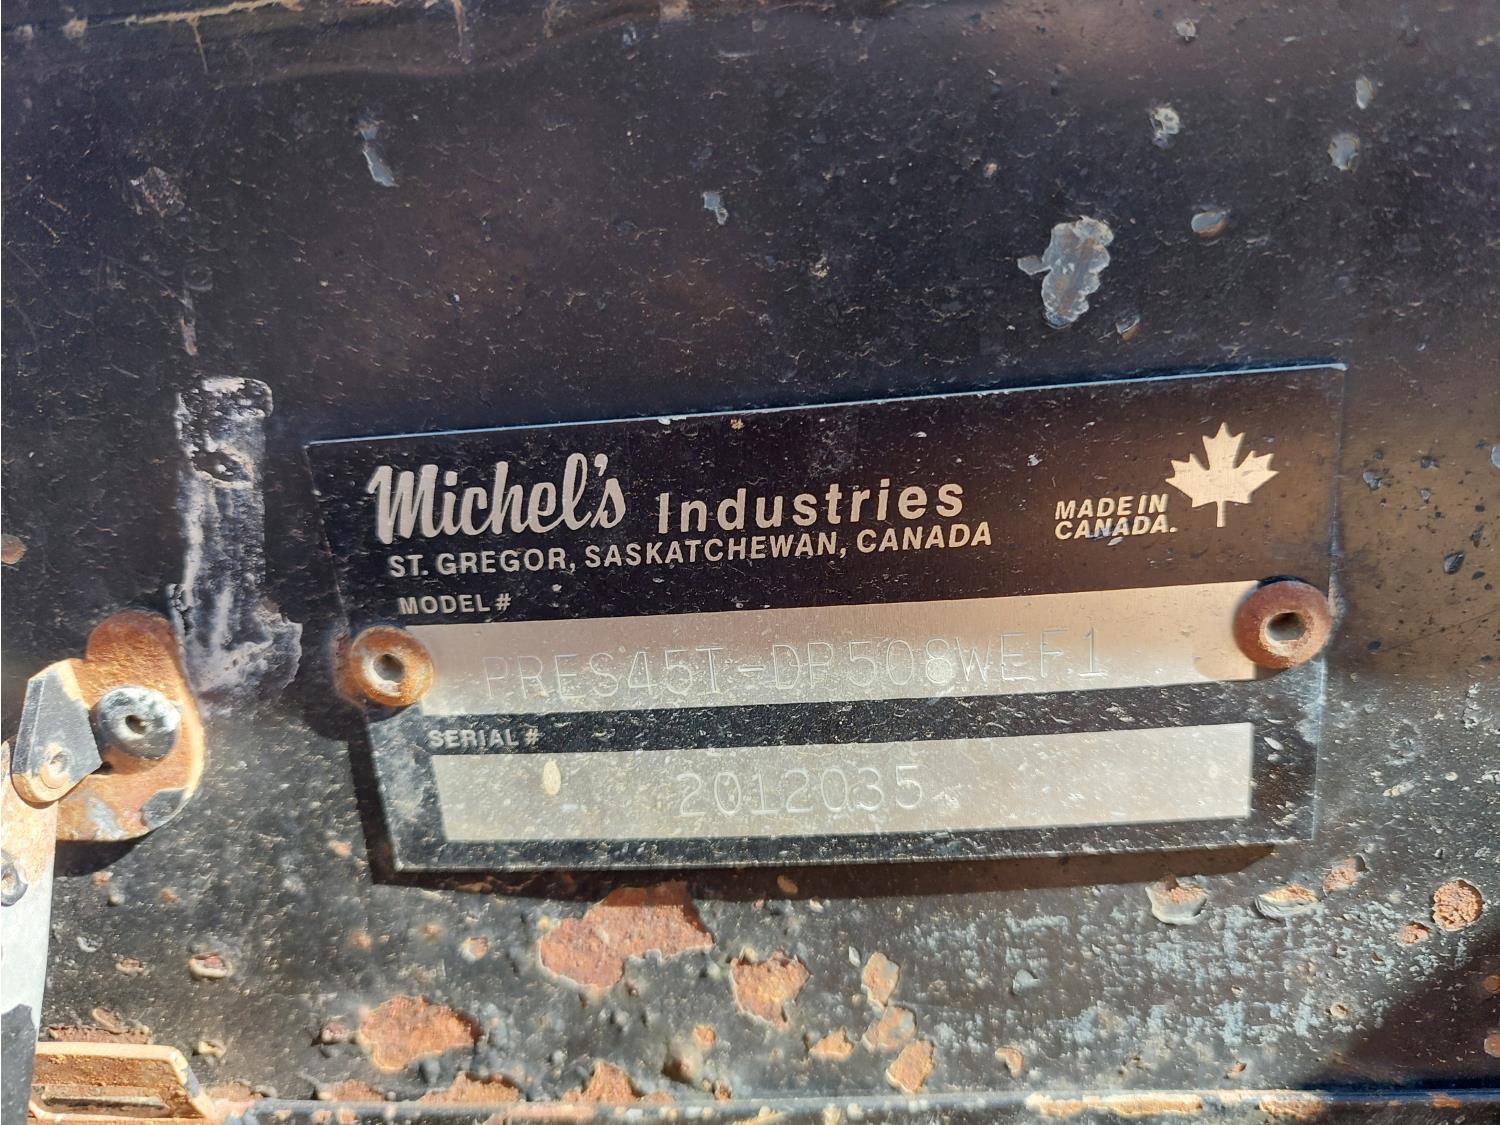 Michel's Industries
ST. GREGOR, SASKATCHEWAN, CANADA
MADE IN
CANADA.
MODEL #
PRES45T-DP508WEF1
SERIAL #
2012035